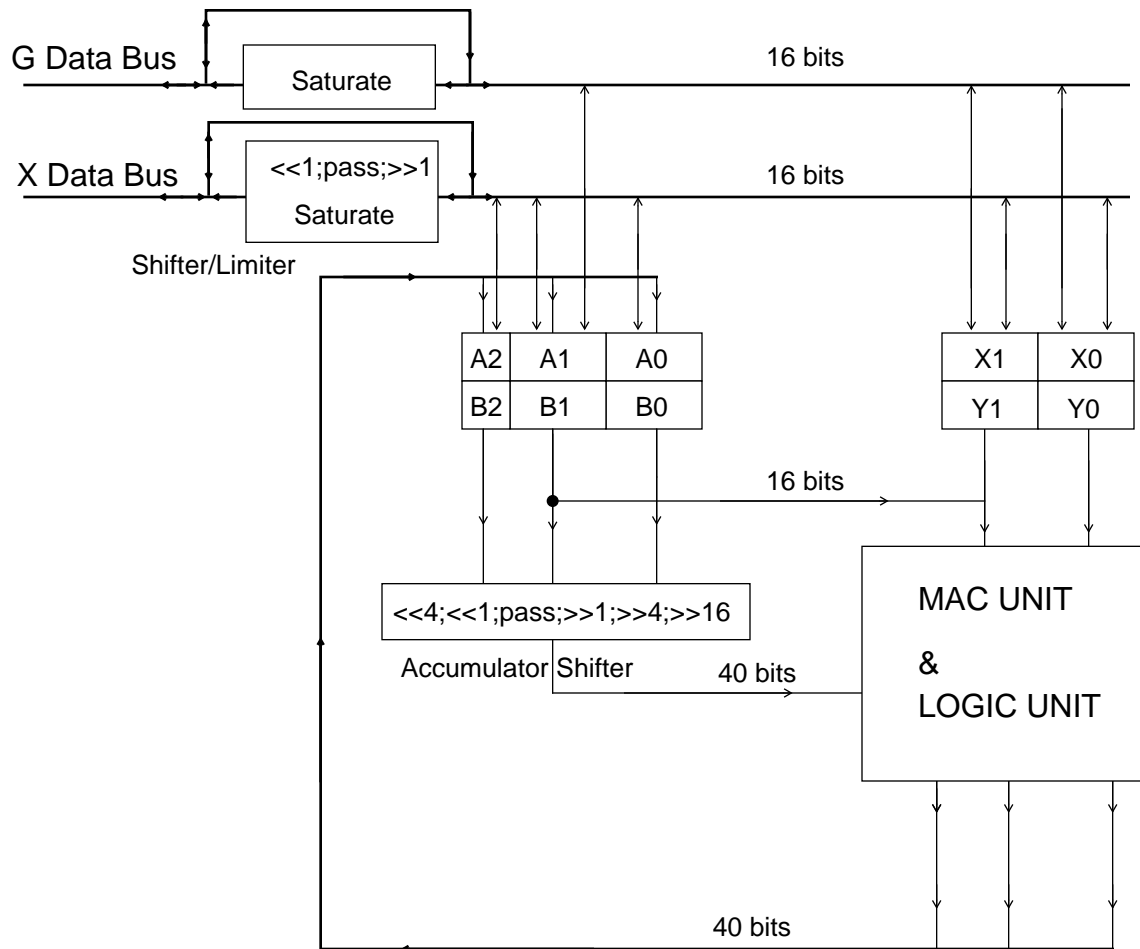 G Data Bus
Saturate
16 bits
X Data Bus
<<1;pass;>>1
Saturate
16 bits
Shifter/Limiter
A2 A1 A0
X1 X0
B2 B1 B0
Y1 Y0
16 bits
<<4;<<1;pass;>>1;>>4;>>16
Accumulator Shifter
40 bits
MAC UNIT
&
LOGIC UNIT
40 bits